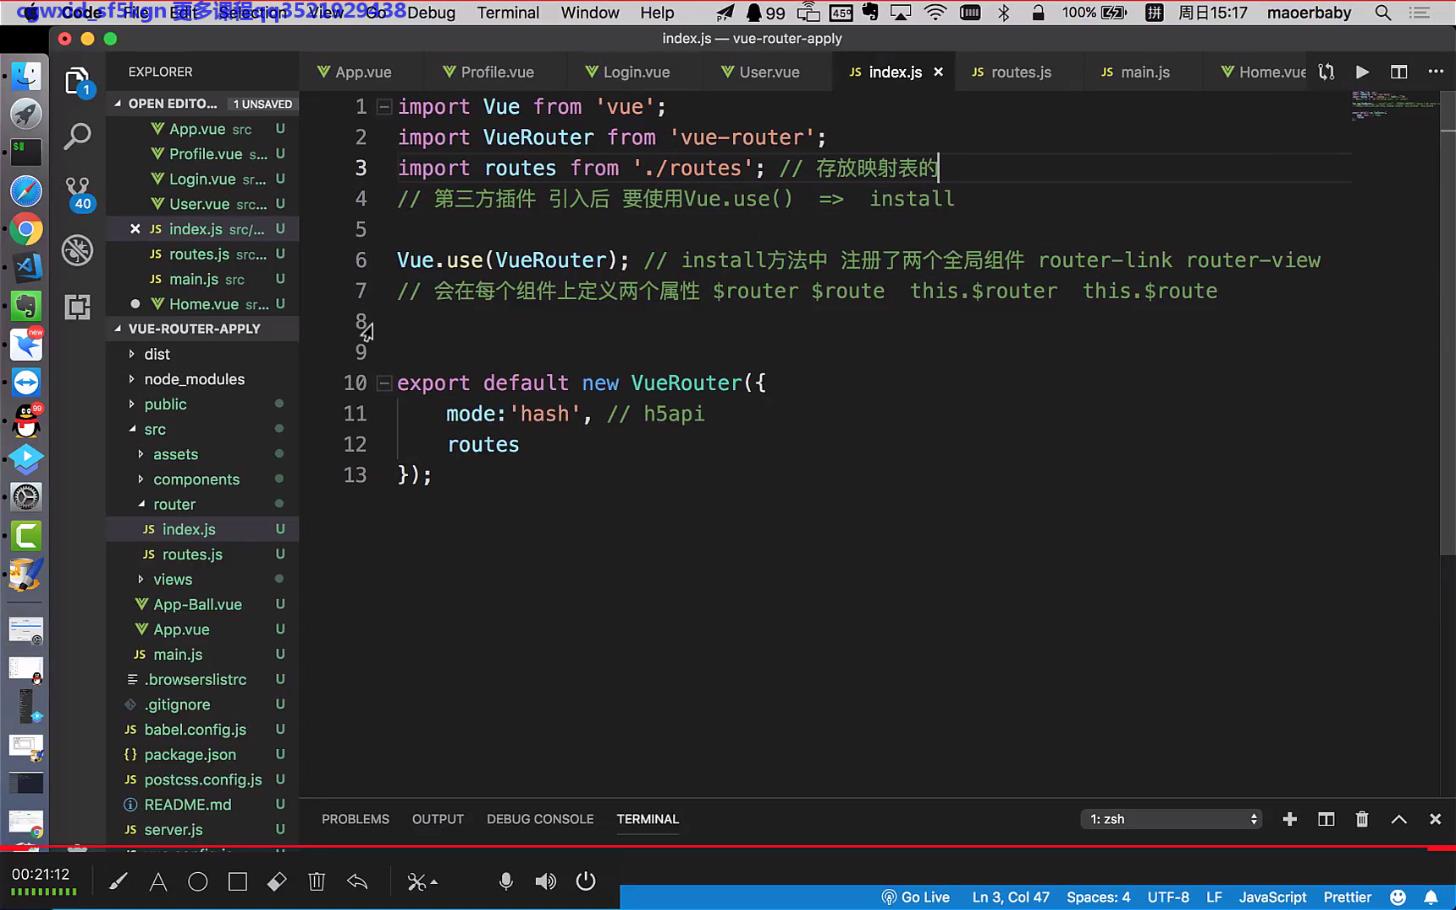 Code File Edit Selection View Go Debug Terminal Window Help 99 100% 拼 周日15:17 maoerbaby
更多课程qq3521929438
index.js — vue-router-apply
EXPLORER
App.vue Profile.vue Login.vue User.vue index.js routes.js main.js Home.vue
OPEN EDITO... 1 UNSAVED
App.vue src U
Profile.vue s... U
Login.vue src U
User.vue src U
index.js src/... U
routes.js src... U
main.js src U
Home.vue src... U
VUE-ROUTER-APPLY
dist
node_modules
public
src
assets
components
router
index.js U
routes.js U
views
App-Ball.vue U
App.vue U
main.js U
.browserslistrc U
.gitignore U
babel.config.js U
package.json U
postcss.config.js U
README.md U
server.js U
1
40
new
99
1 import Vue from 'vue';
2 import VueRouter from 'vue-router';
3 import routes from './routes'; // 存放映射表的
4 // 第三方插件 引入后 要使用Vue.use() => install
5
6 Vue.use(VueRouter); // install方法中 注册了两个全局组件 router-link router-view
7 // 会在每个组件上定义两个属性 $router $route this.$router this.$route
8
9
10 export default new VueRouter({
11 mode:'hash', // h5api
12 routes
13 });
PROBLEMS OUTPUT DEBUG CONSOLE TERMINAL 1: zsh
00:21:12
Go Live Ln 3, Col 47 Spaces: 4 UTF-8 LF JavaScript Prettier